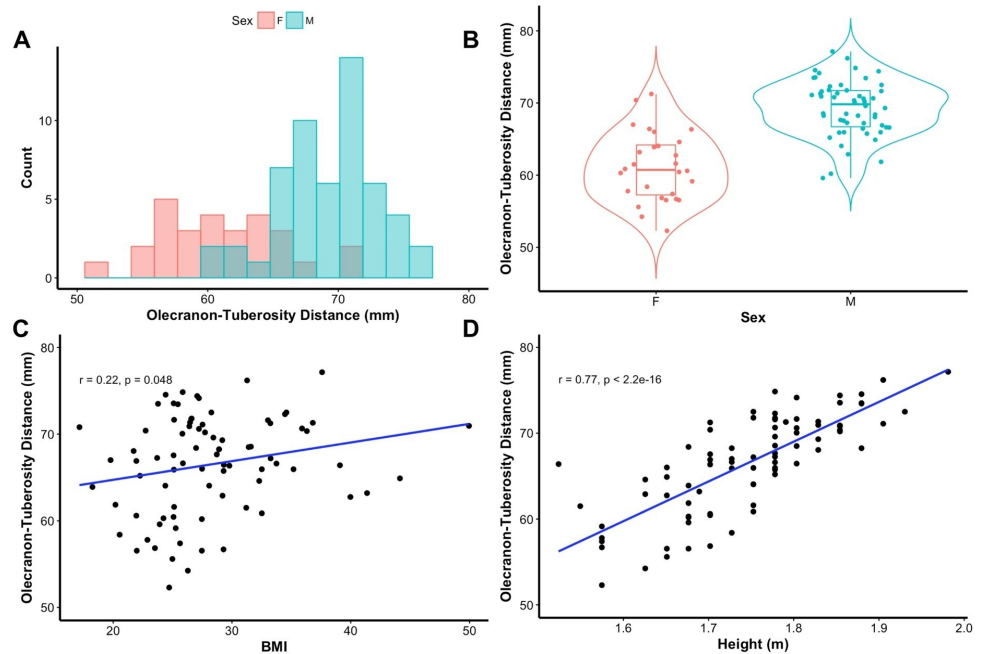 Sex F M
A
Count
10
5
0
50 60 70 80
Olecranon-Tuberosity Distance (mm)
B
Olecranon-Tuberosity Distance (mm)
80
70
60
50
F M
Sex
C
Olecranon-Tuberosity Distance (mm)
80
r = 0.22, p = 0.048
70
60
50
20 30 40 50
BMI
D
Olecranon-Tuberosity Distance (mm)
80
r = 0.77, p < 2.2e-16
70
60
50
1.6 1.7 1.8 1.9 2.0
Height (m)